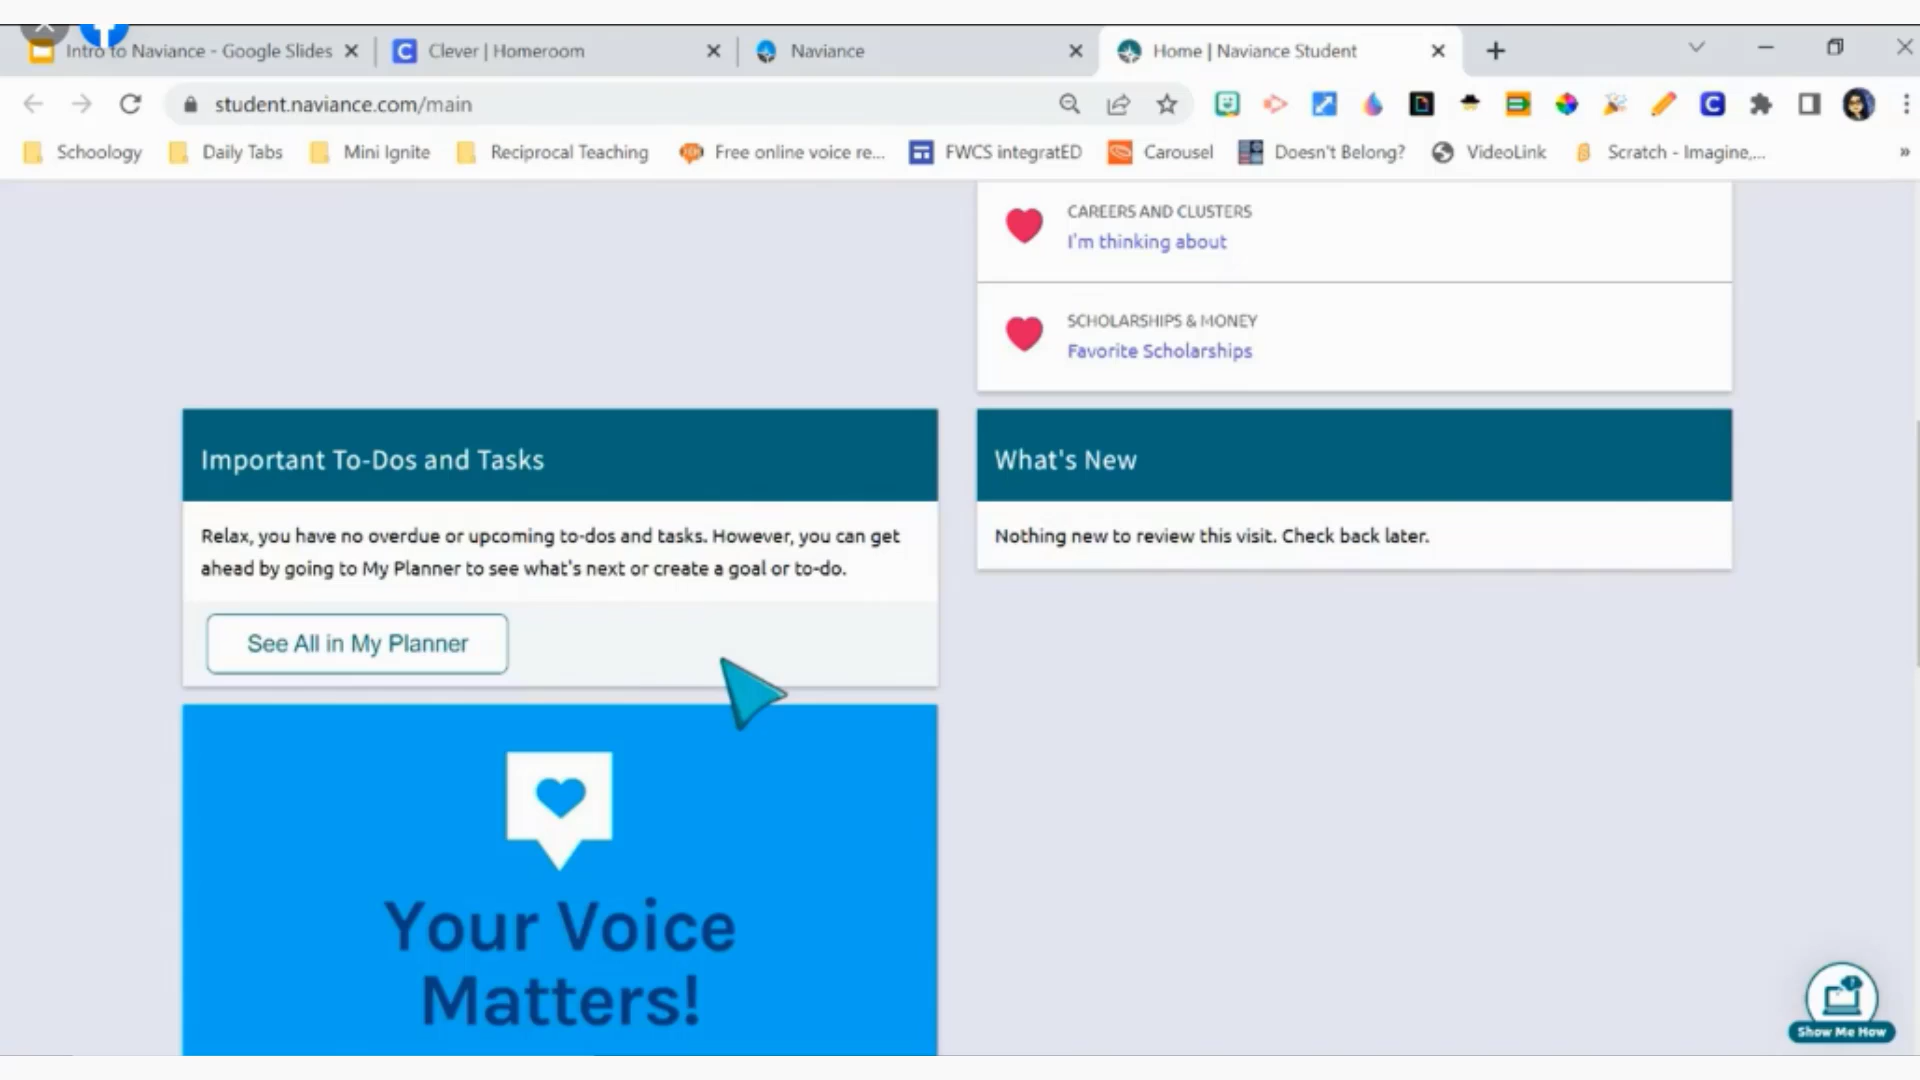 Intro to Naviance - Google Slides
Clever | Homeroom
Naviance
Home | Naviance Student
student.naviance.com/main
Schoology
Daily Tabs
Mini Ignite
Reciprocal Teaching
Free online voice re...
FWCS integratED
Carousel
Doesn't Belong?
VideoLink
Scratch - Imagine,...
»
CAREERS AND CLUSTERS
I'm thinking about
SCHOLARSHIPS & MONEY
Favorite Scholarships
Important To-Dos and Tasks
Relax, you have no overdue or upcoming to-dos and tasks. However, you can get
ahead by going to My Planner to see what's next or create a goal or to-do.
See All in My Planner
What's New
Nothing new to review this visit. Check back later.
Your Voice
Matters!
Show Me How